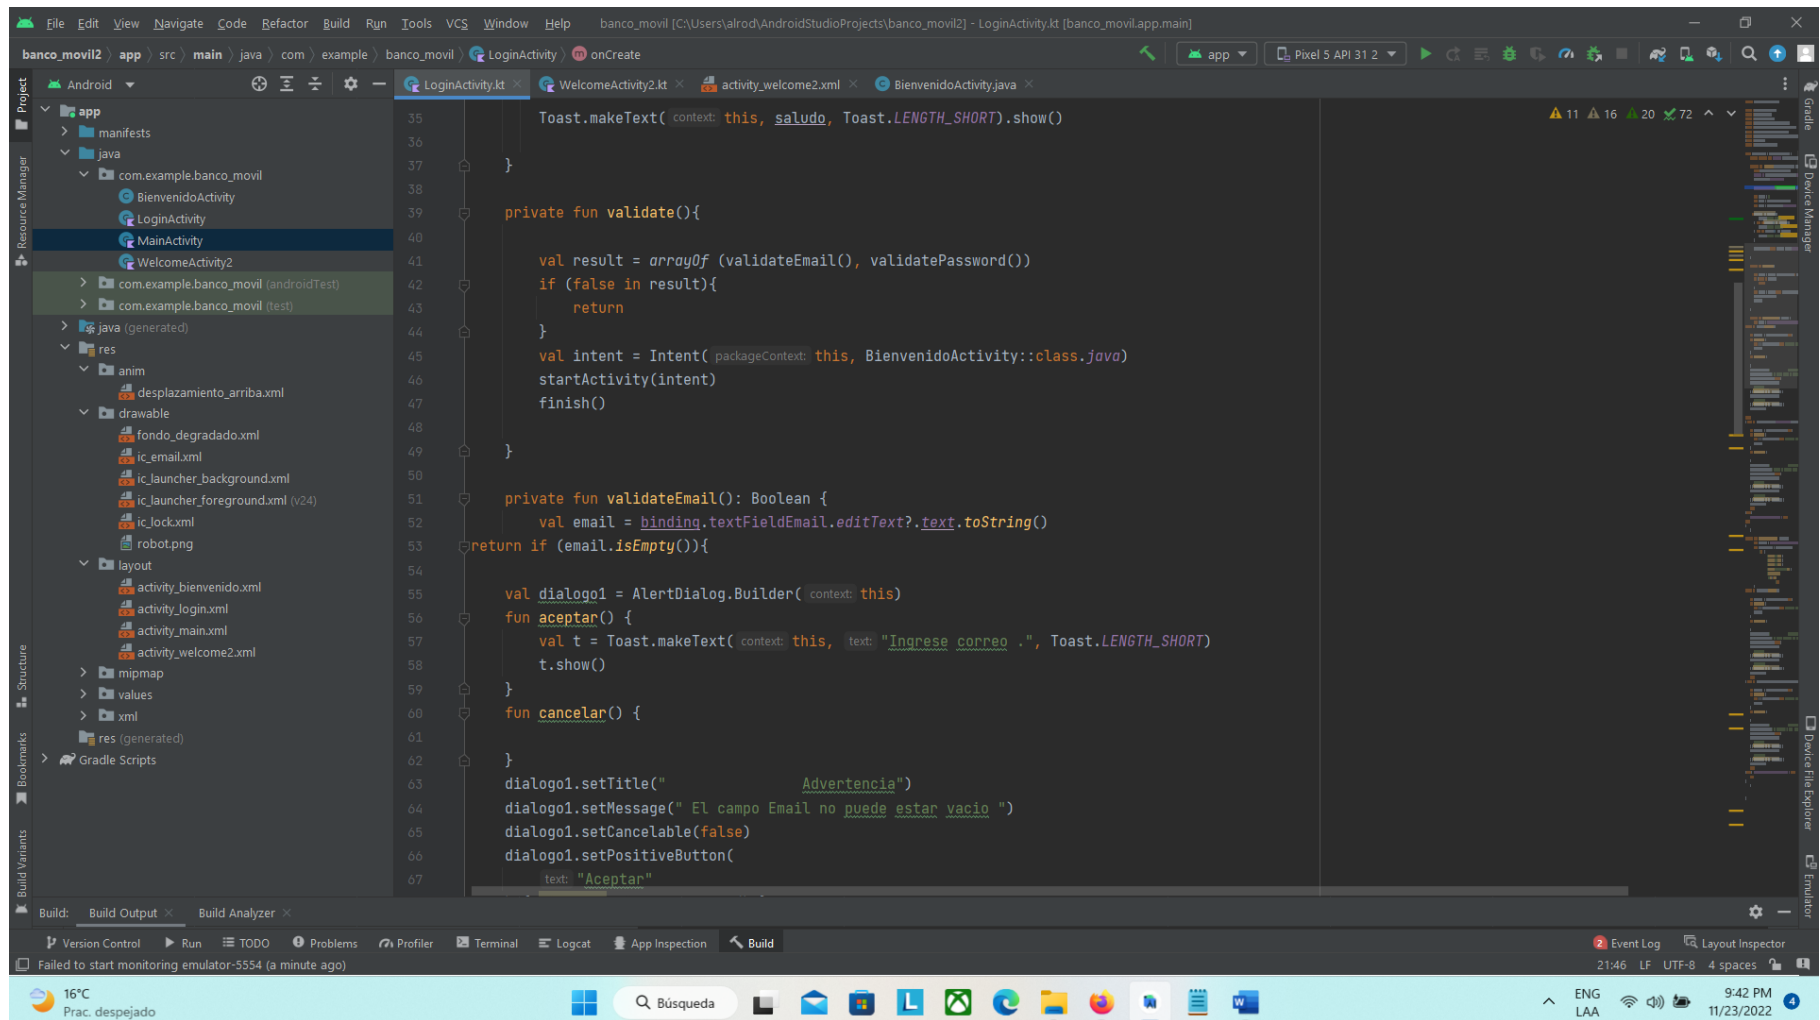 File Edit View Navigate Code Refactor Build Run Tools VCS Window Help banco_movil [C:\Users\alrod\AndroidStudioProjects\banco_movil2] - LoginActivity.kt [banco_movil.app.main]
banco_movil2 app src main java com example banco_movil LoginActivity onCreate app Pixel 5 API 31 2
Android LoginActivity.kt WelcomeActivity2.kt activity_welcome2.xml BienvenidoActivity.java
Project
Resource Manager
Structure
Bookmarks
Build Variants
app
manifests
java
com.example.banco_movil
BienvenidoActivity
LoginActivity
MainActivity
WelcomeActivity2
com.example.banco_movil (androidTest)
com.example.banco_movil (test)
java (generated)
res
anim
desplazamiento_arriba.xml
drawable
fondo_degradado.xml
ic_email.xml
ic_launcher_background.xml
ic_launcher_foreground.xml (v24)
ic_lock.xml
robot.png
layout
activity_bienvenido.xml
activity_login.xml
activity_main.xml
activity_welcome2.xml
mipmap
values
xml
res (generated)
Gradle Scripts
11 16 20 72
35 Toast.makeText( context: this, saludo, Toast.LENGTH_SHORT).show()
36
37 }
38
39 private fun validate(){
40
41 val result = arrayOf (validateEmail(), validatePassword())
42 if (false in result){
43 return
44 }
45 val intent = Intent( packageContext: this, BienvenidoActivity::class.java)
46 startActivity(intent)
47 finish()
48
49 }
50
51 private fun validateEmail(): Boolean {
52 val email = binding.textFieldEmail.editText?.text.toString()
53 return if (email.isEmpty()){
54
55 val dialogo1 = AlertDialog.Builder( context: this)
56 fun aceptar() {
57 val t = Toast.makeText( context: this, text: "Ingrese correo .", Toast.LENGTH_SHORT)
58 t.show()
59 }
60 fun cancelar() {
61
62 }
63 dialogo1.setTitle(" Advertencia")
64 dialogo1.setMessage(" El campo Email no puede estar vacio ")
65 dialogo1.setCancelable(false)
66 dialogo1.setPositiveButton(
67 text: "Aceptar"
Gradle
Device Manager
Device File Explorer
Emulator
Build: Build Output Build Analyzer
Version Control Run TODO Problems Profiler Terminal Logcat App Inspection Build 2 Event Log Layout Inspector
Failed to start monitoring emulator-5554 (a minute ago) 21:46 LF UTF-8 4 spaces
16°C
Prac. despejado
Búsqueda
ENG
LAA
9:42 PM
11/23/2022
4